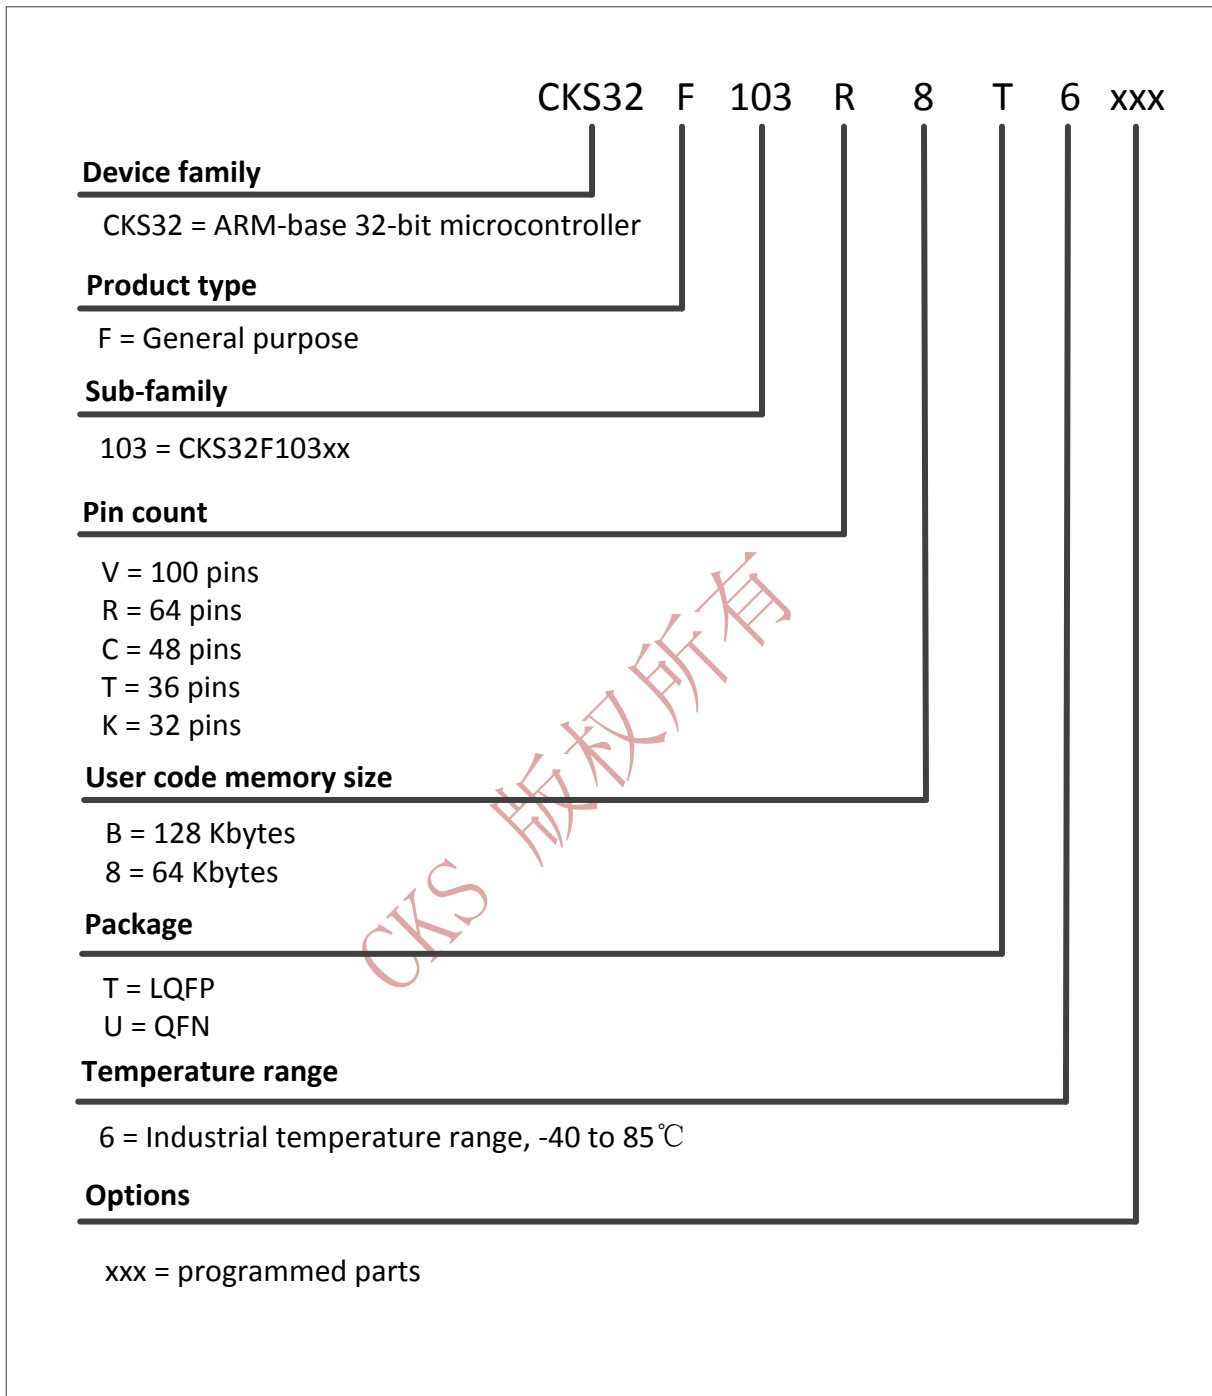 CKS32 F 103 R 8 T 6 xxx
Device family
CKS32 = ARM-base 32-bit microcontroller
Product type
F = General purpose
Sub-family
103 = CKS32F103xx
Pin count
V = 100 pins
R = 64 pins
C = 48 pins
T = 36 pins
K = 32 pins
User code memory size
B = 128 Kbytes
8 = 64 Kbytes
Package
T = LQFP
U = QFN
Temperature range
6 = Industrial temperature range, -40 to 85℃
Options
xxx = programmed parts
CKS 版权所有